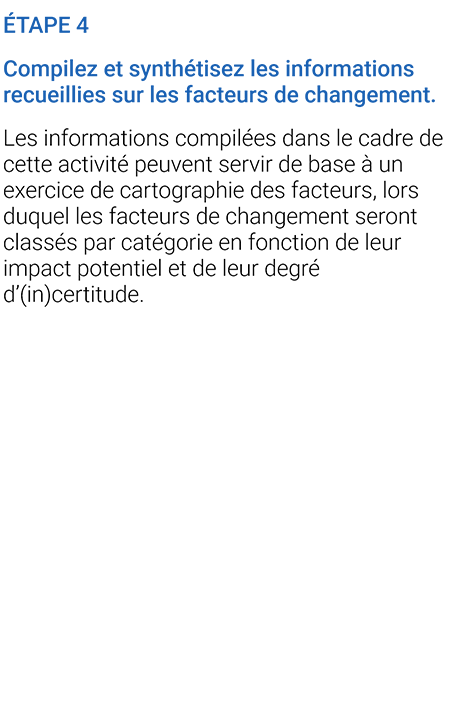 ÉTAPE 4
Compilez et synthétisez les informations
recueillies sur les facteurs de changement.
Les informations compilées dans le cadre de
cette activité peuvent servir de base à un
exercice de cartographie des facteurs, lors
duquel les facteurs de changement seront
classés par catégorie en fonction de leur
impact potentiel et de leur degré
d’(in)certitude.